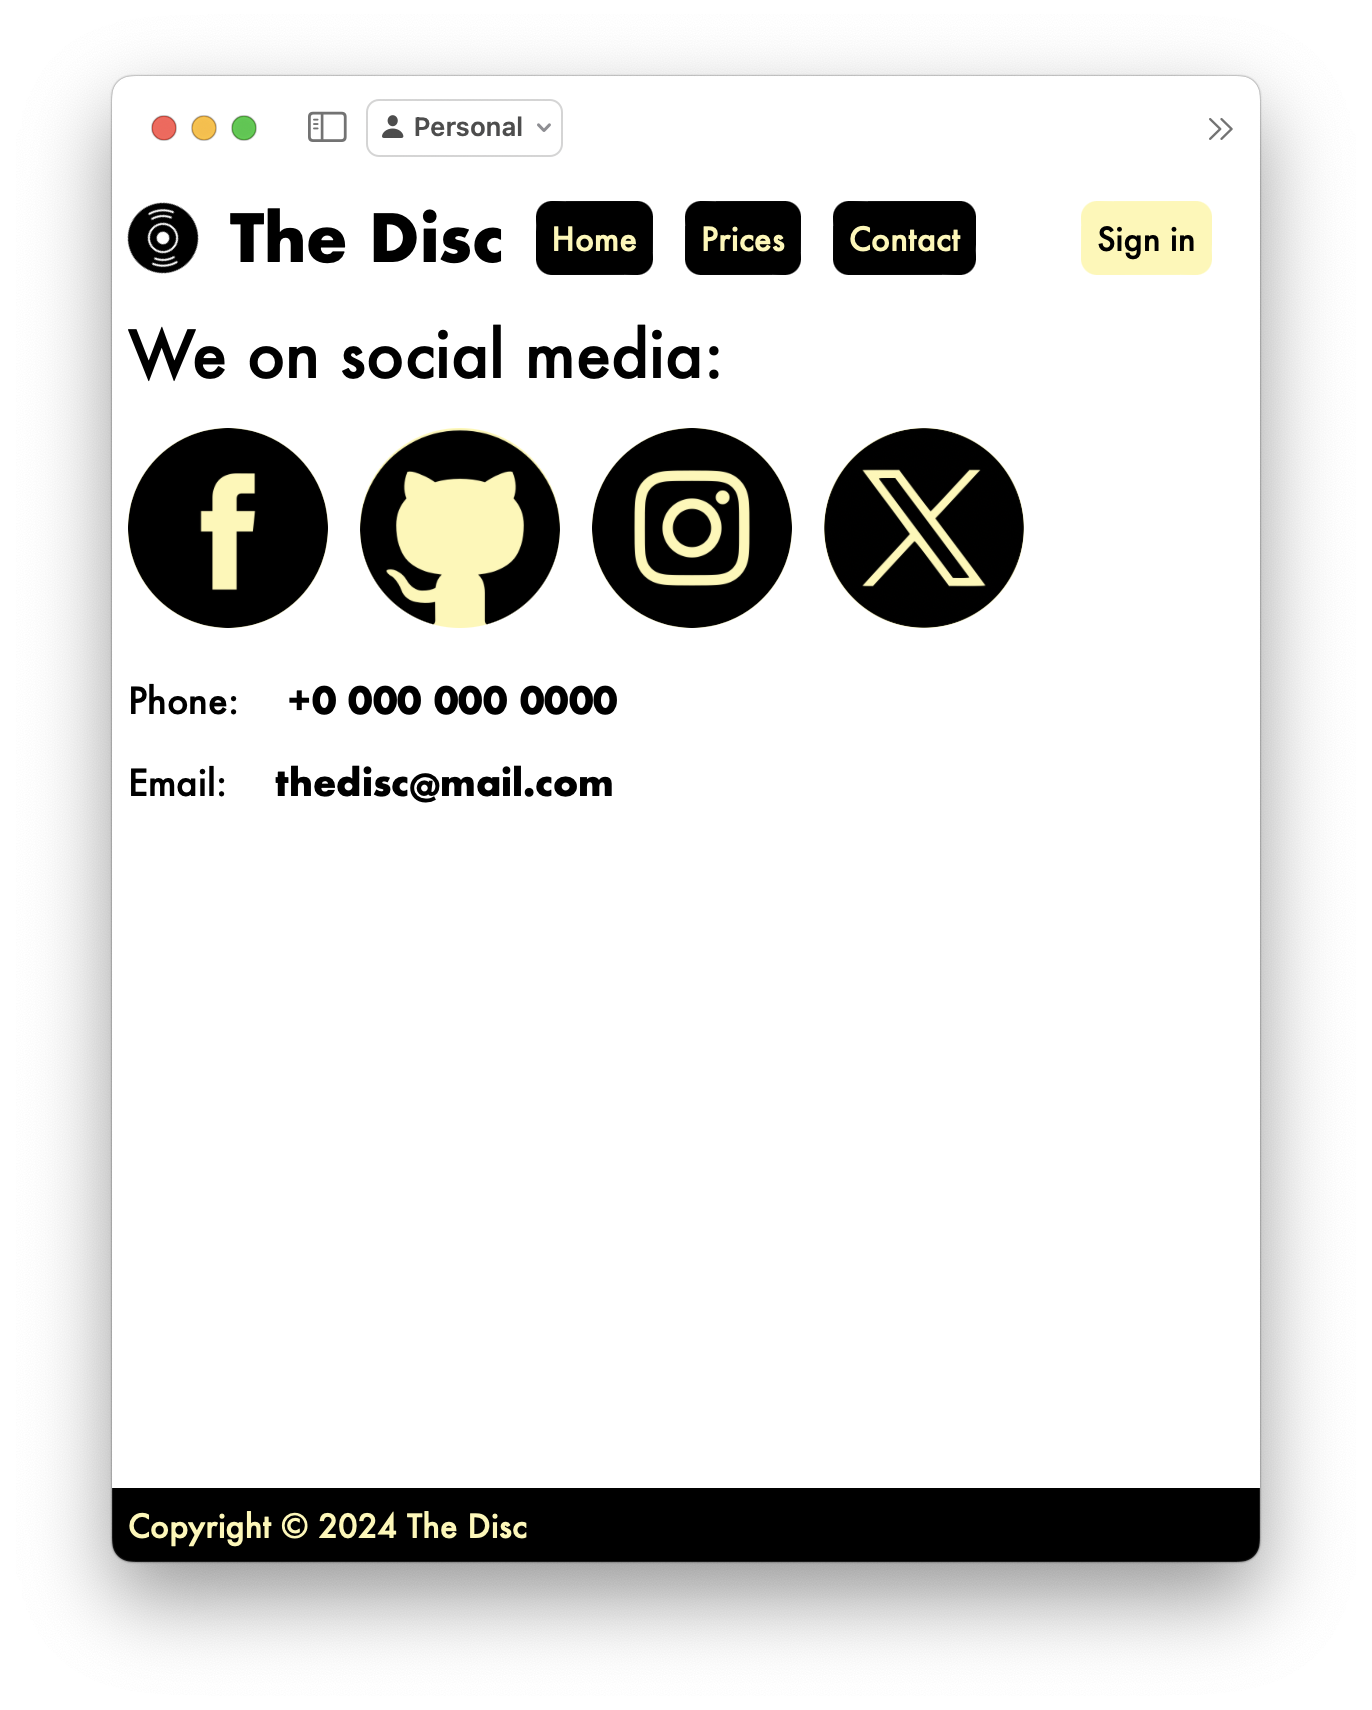 Personal
The Disc Home Prices Contact Sign in
We on social media:
Phone: +0 000 000 0000
Email: thedisc@mail.com
Copyright © 2024 The Disc